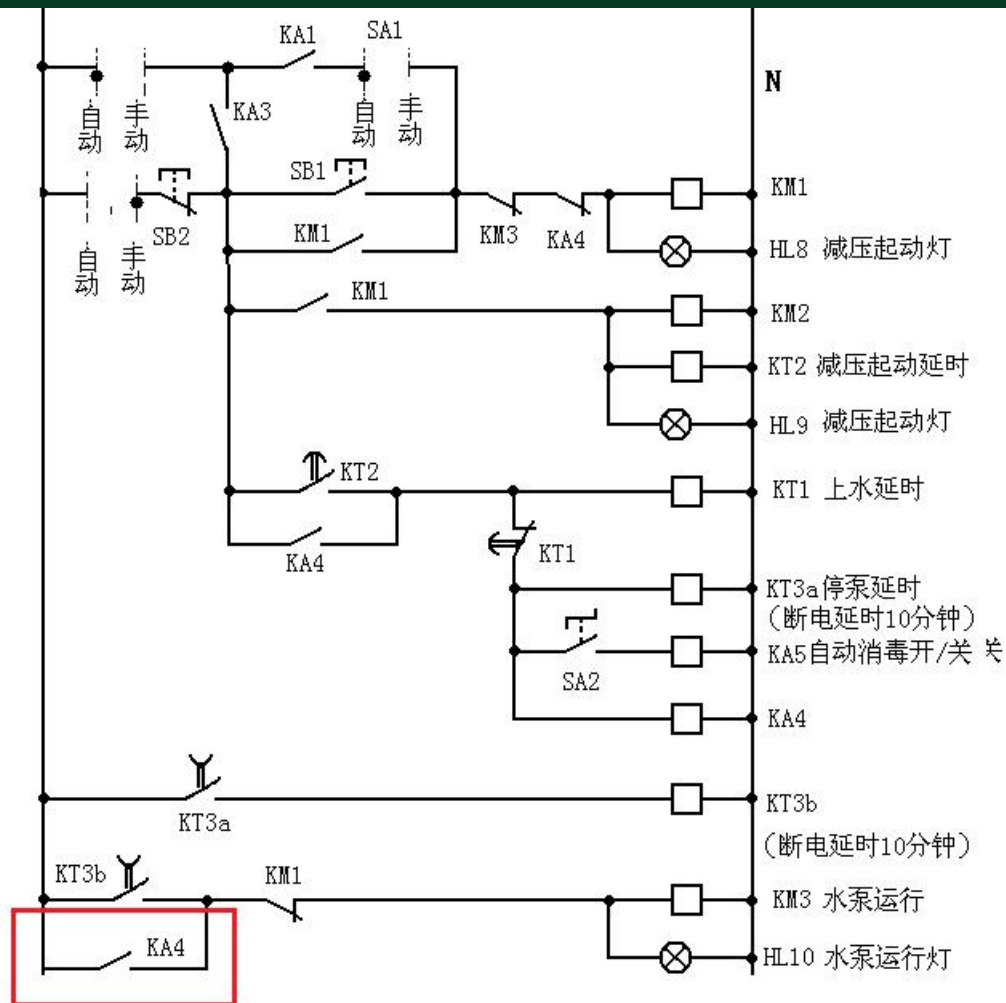 KA1
SA1
N
自动
手动
KA3
自动
手动
SB1
SB2
KM1
KM3
KA4
KM1
自动
手动
HL8 减压起动灯
KM1
KM2
KT2 减压起动延时
HL9 减压起动灯
KT2
KT1 上水延时
KA4
KT1
KT3a停泵延时
(断电延时10分钟)
KA5自动消毒开/关 关
SA2
KA4
KT3a
KT3b
(断电延时10分钟)
KT3b
KM1
KM3 水泵运行
KA4
HL10 水泵运行灯